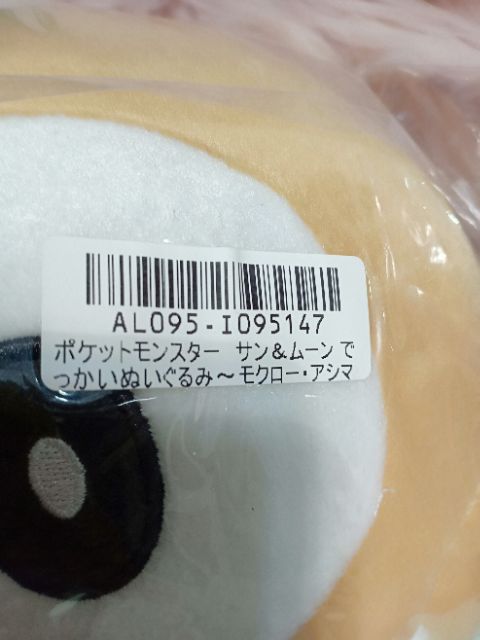 AL095-I095147
ポケットモンスター サン&ムーン で
っかいぬいぐるみ〜モクロー・アシマ